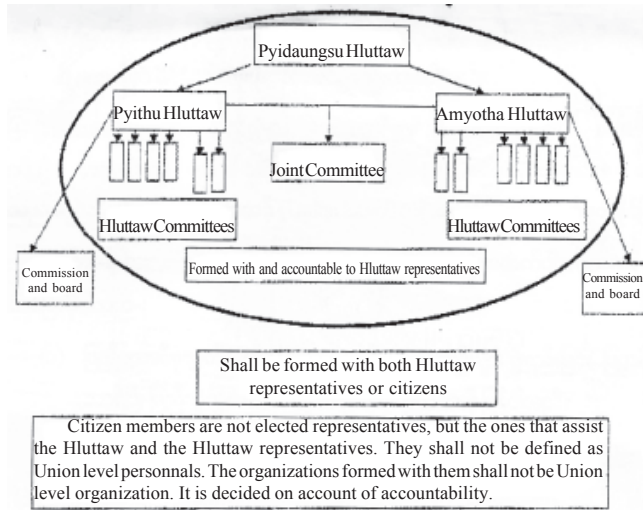 Pyidaungsu Hluttaw
Pyithu Hluttaw
Amyotha Hluttaw
Joint Committee
Hluttaw Committees
Hluttaw Committees
Formed with and accountable to Hluttaw representatives
Commission
and board
Commission
and board
Shall be formed with both Hluttaw
representatives or citizens
Citizen members are not elected representatives, but the ones that assist
the Hluttaw and the Hluttaw representatives. They shall not be defined as
Union level personnals. The organizations formed with them shall not be Union
level organization. It is decided on account of accountability.